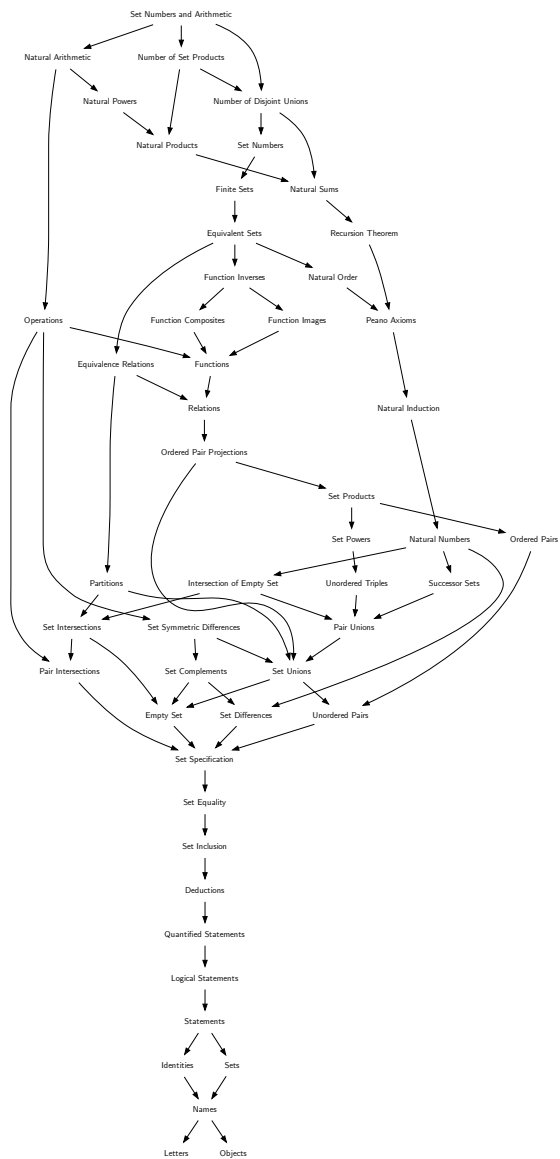 Set Numbers and Arithmetic
Natural Arithmetic
Number of Set Products
Natural Powers
Number of Disjoint Unions
Natural Products
Set Numbers
Finite Sets
Natural Sums
Equivalent Sets
Recursion Theorem
Function Inverses
Natural Order
Operations
Function Composites
Function Images
Peano Axioms
Equivalence Relations
Functions
Relations
Natural Induction
Ordered Pair Projections
Set Products
Set Powers
Natural Numbers
Ordered Pairs
Partitions
Intersection of Empty Set
Unordered Triples
Successor Sets
Set Intersections
Set Symmetric Differences
Pair Unions
Pair Intersections
Set Complements
Set Unions
Empty Set
Set Differences
Unordered Pairs
Set Specification
Set Equality
Set Inclusion
Deductions
Quantified Statements
Logical Statements
Statements
Identities
Sets
Names
Letters
Objects